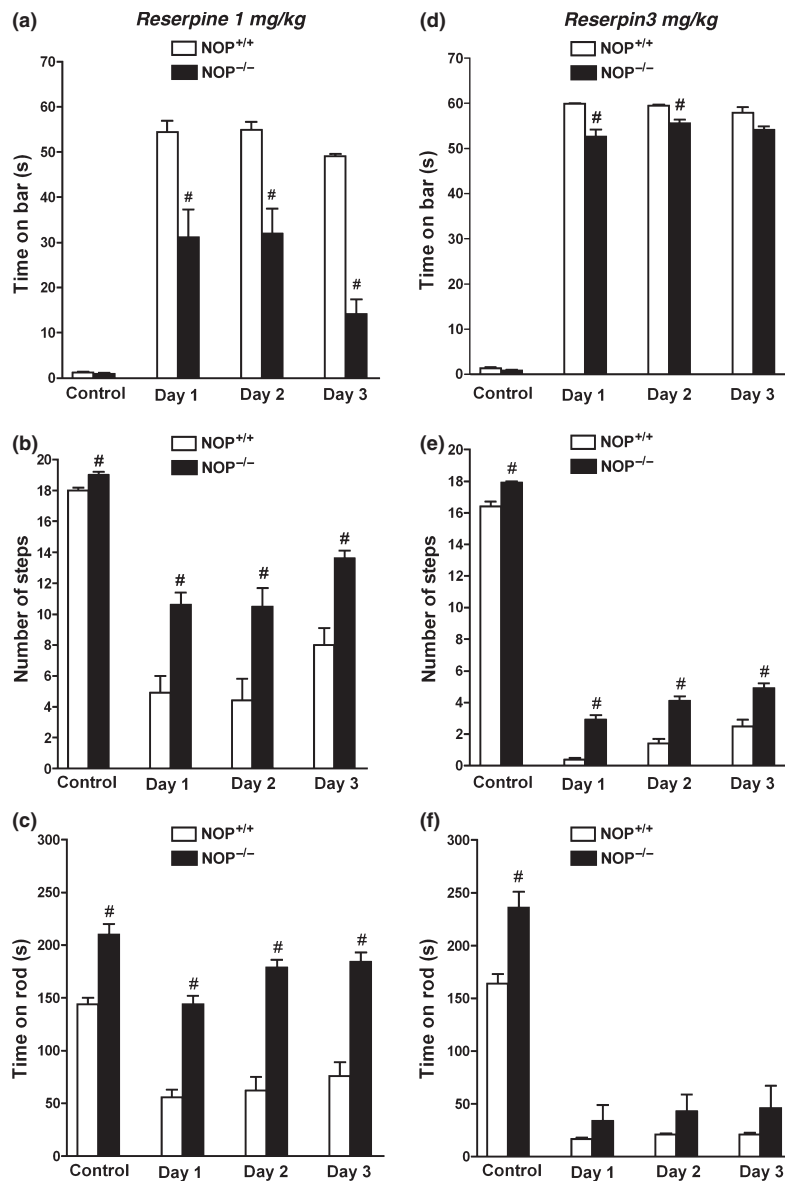 (a)
Reserpine 1 mg/kg
NOP+/+
NOP−/−
70
60
50
40
30
20
10
0
Time on bar (s)
#
#
#
Control Day 1 Day 2 Day 3
(b)
NOP+/+
NOP−/−
20
18
16
14
12
10
8
6
4
2
0
Number of steps
#
#
#
#
Control Day 1 Day 2 Day 3
(c)
NOP+/+
NOP−/−
300
250
200
150
100
50
0
Time on rod (s)
#
#
#
#
Control Day 1 Day 2 Day 3
(d)
Reserpin3 mg/kg
NOP+/+
NOP−/−
70
60
50
40
30
20
10
0
Time on bar (s)
#
#
Control Day 1 Day 2 Day 3
(e)
NOP+/+
NOP−/−
20
18
16
14
12
10
8
6
4
2
0
Number of steps
#
#
#
#
Control Day 1 Day 2 Day 3
(f)
NOP+/+
NOP−/−
300
250
200
150
100
50
0
Time on rod (s)
#
Control Day 1 Day 2 Day 3